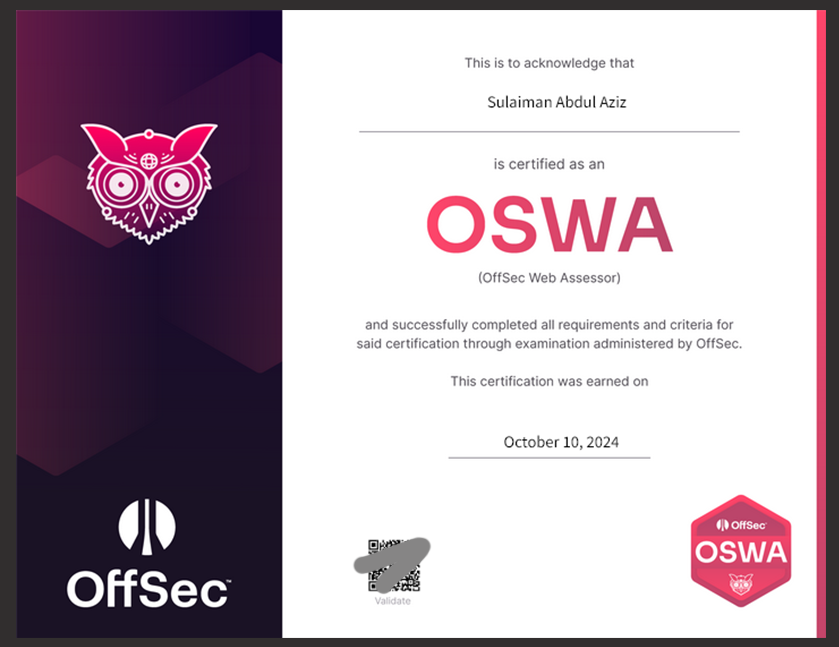 This is to acknowledge that
Sulaiman Abdul Aziz
is certified as an
OSWA
(OffSec Web Assessor)
and successfully completed all requirements and criteria for
said certification through examination administered by OffSec.
This certification was earned on
October 10, 2024
OffSec™
Validate
OffSec
OSWA